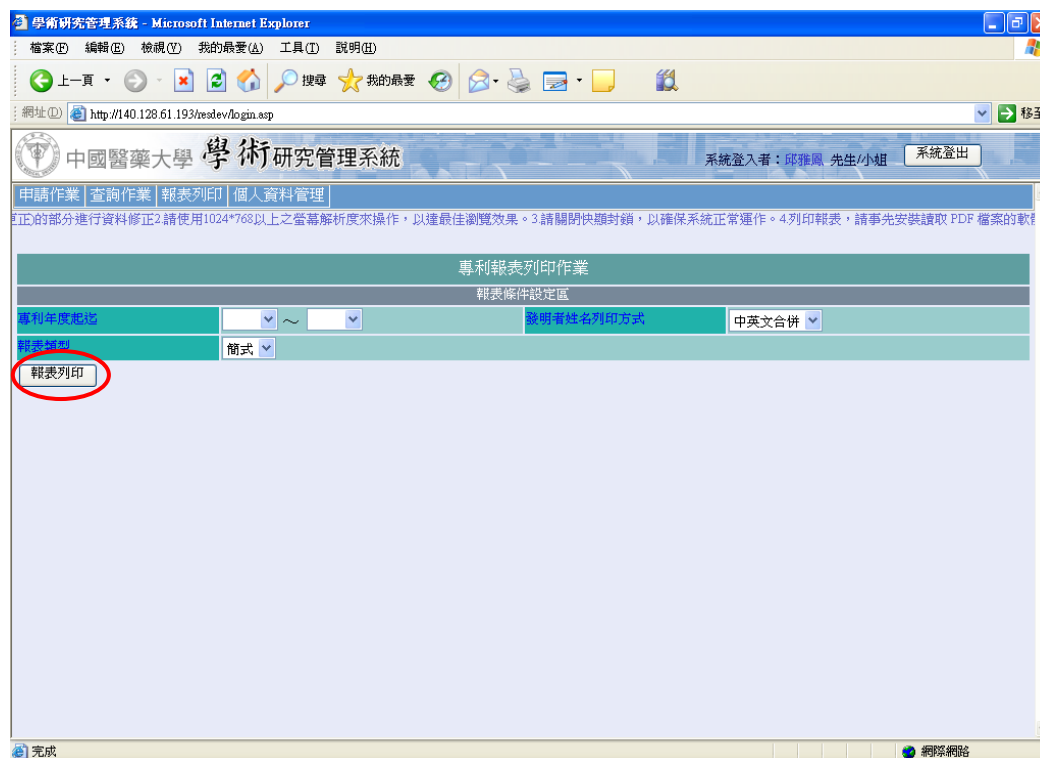 學術研究管理系統 - Microsoft Internet Explorer
檔案(F) 編輯(E) 檢視(V) 我的最愛(A) 工具(T) 說明(H)
上一頁 搜尋 我的最愛
網址(D) http://140.128.61.193/resdev/login.asp 移至
中國醫藥大學 學術研究管理系統 系統登入者：邱雅鳳 先生/小姐 系統登出
申請作業 查詢作業 報表列印 個人資料管理
正)的部分進行資料修正2.請使用1024*768以上之螢幕解析度來操作，以達最佳瀏覽效果。3.請關閉快顯封鎖，以確保系統正常運作。4.列印報表，請事先安裝讀取 PDF 檔案的軟
專利報表列印作業
報表條件設定區
專利年度起迄 ～ 發明者姓名列印方式 中英文合併
報表類型 簡式
報表列印
完成 網際網路